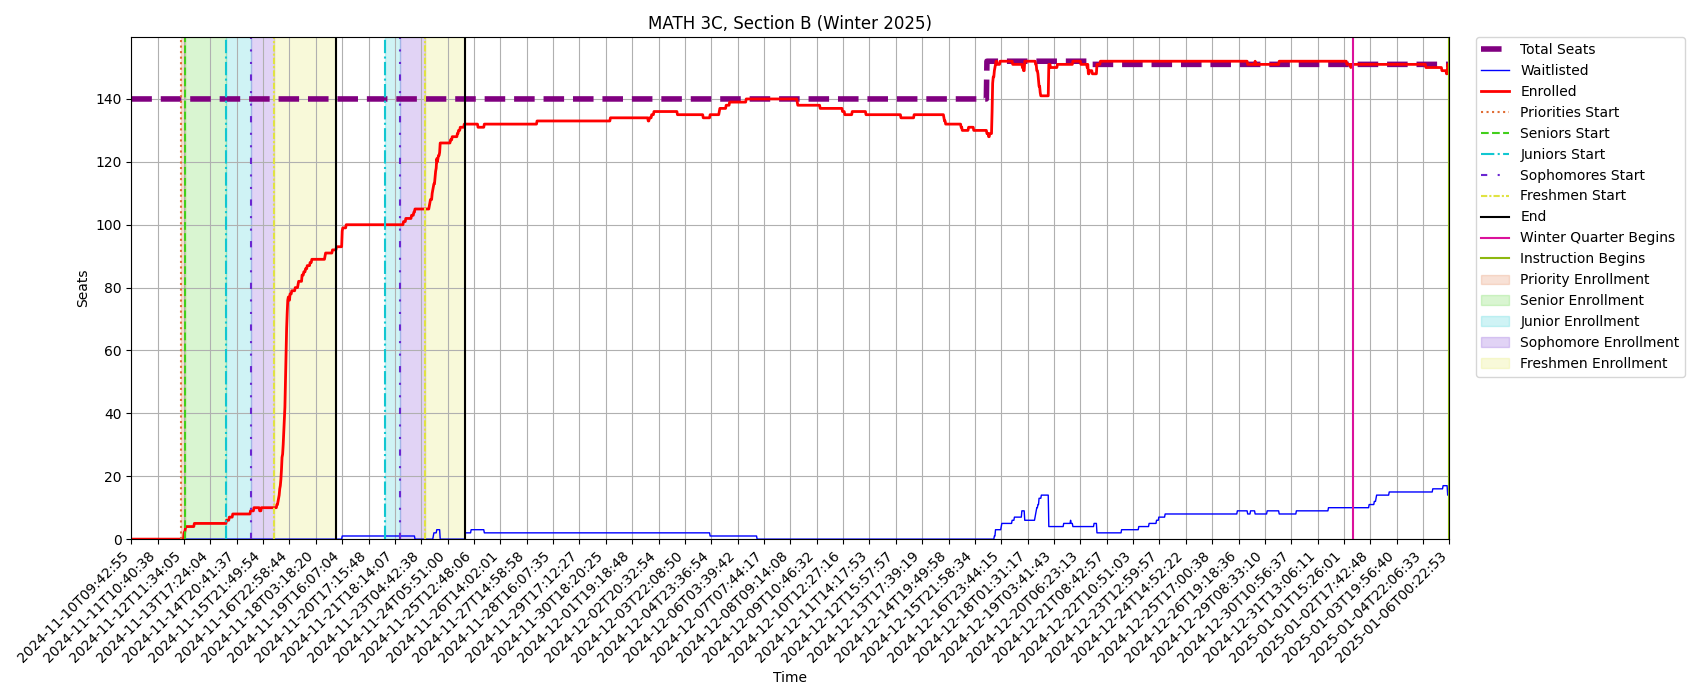 MATH 3C, Section B (Winter 2025)
Seats
140
120
100
80
60
40
20
0
2024-11-10T09:42:55
2024-11-11T10:40:38
2024-11-12T11:34:05
2024-11-13T17:24:04
2024-11-14T20:41:37
2024-11-15T21:49:54
2024-11-16T22:58:44
2024-11-18T03:18:20
2024-11-19T16:07:04
2024-11-20T17:15:48
2024-11-21T18:14:07
2024-11-23T04:42:38
2024-11-24T05:51:00
2024-11-25T12:48:06
2024-11-26T14:02:01
2024-11-27T14:58:58
2024-11-28T16:07:35
2024-11-29T17:12:27
2024-11-30T18:20:25
2024-12-01T19:18:48
2024-12-02T20:32:54
2024-12-03T22:08:50
2024-12-04T23:36:54
2024-12-06T03:39:42
2024-12-07T07:44:17
2024-12-08T09:14:08
2024-12-09T10:46:32
2024-12-10T12:27:16
2024-12-11T14:17:53
2024-12-12T15:57:57
2024-12-13T17:39:19
2024-12-14T19:49:58
2024-12-15T21:58:34
2024-12-16T23:44:15
2024-12-18T01:31:17
2024-12-19T03:41:43
2024-12-20T06:23:13
2024-12-21T08:42:57
2024-12-22T10:51:03
2024-12-23T12:59:57
2024-12-24T14:52:22
2024-12-25T17:00:38
2024-12-26T19:18:36
2024-12-29T08:33:10
2024-12-30T10:56:37
2024-12-31T13:06:11
2025-01-01T15:26:01
2025-01-02T17:42:48
2025-01-03T19:56:40
2025-01-04T22:06:33
2025-01-06T00:22:53
Time
Total Seats
Waitlisted
Enrolled
Priorities Start
Seniors Start
Juniors Start
Sophomores Start
Freshmen Start
End
Winter Quarter Begins
Instruction Begins
Priority Enrollment
Senior Enrollment
Junior Enrollment
Sophomore Enrollment
Freshmen Enrollment